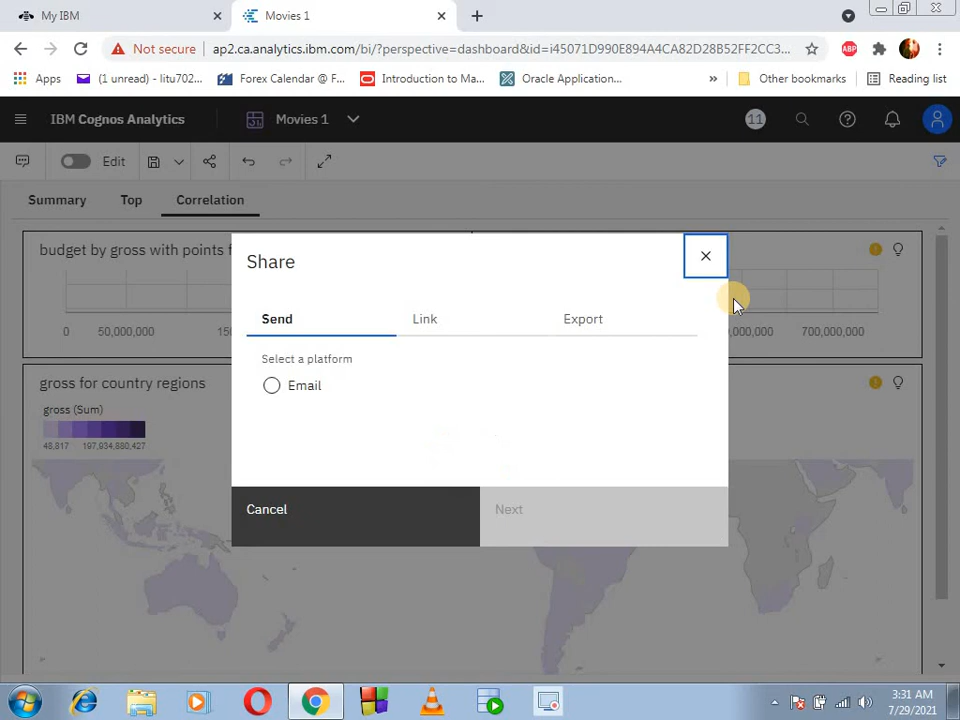 My IBM
Movies 1
Not secure
ap2.ca.analytics.ibm.com/bi/?perspective=dashboard&id=i45071D990E894A4CA82D28B52FF2CC3...
ABP
Apps
(1 unread) - litu702...
Forex Calendar @ F...
Introduction to Ma...
Oracle Application...
»
Other bookmarks
Reading list
IBM Cognos Analytics
Movies 1
11
Edit
Summary
Top
Correlation
budget by gross with points f
0
50,000,000
700,000,000
Share
Send
Link
Export
Select a platform
Email
Cancel
Next
gross for country regions
gross (Sum)
48,817
197,934,880,427
3:31 AM
7/29/2021